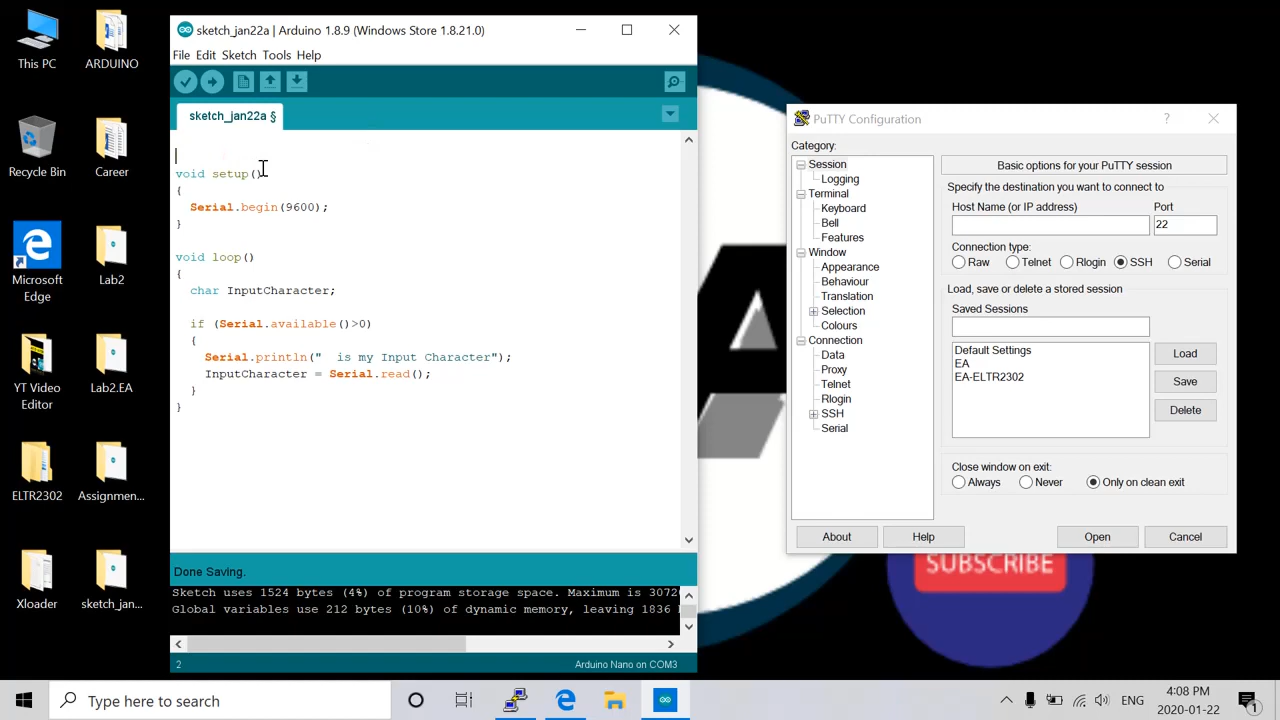 This PC
ARDUINO
Recycle Bin
Career
Microsoft
Edge
Lab2
YT Video
Editor
Lab2.EA
ELTR2302
Assignmen...
Xloader
sketch_jan...
sketch_jan22a | Arduino 1.8.9 (Windows Store 1.8.21.0)
File Edit Sketch Tools Help
sketch_jan22a §
void setup()
{
Serial.begin(9600);
}
void loop()
{
char InputCharacter;
if (Serial.available()>0)
{
Serial.println("  is my Input Character");
InputCharacter = Serial.read();
}
}
Done Saving.
Sketch uses 1524 bytes (4%) of program storage space. Maximum is 3072
Global variables use 212 bytes (10%) of dynamic memory, leaving 1836
2
Arduino Nano on COM3
PuTTY Configuration
?
Category:
Session
Logging
Terminal
Keyboard
Bell
Features
Window
Appearance
Behaviour
Translation
Selection
Colours
Connection
Data
Proxy
Telnet
Rlogin
SSH
Serial
Basic options for your PuTTY session
Specify the destination you want to connect to
Host Name (or IP address) Port
22
Connection type:
Raw Telnet Rlogin SSH Serial
Load, save or delete a stored session
Saved Sessions
Default Settings
EA
EA-ELTR2302
Load
Save
Delete
Close window on exit:
Always Never Only on clean exit
About Help Open Cancel
SUBSCRIBE
Type here to search
ENG
4:08 PM
2020-01-22
1